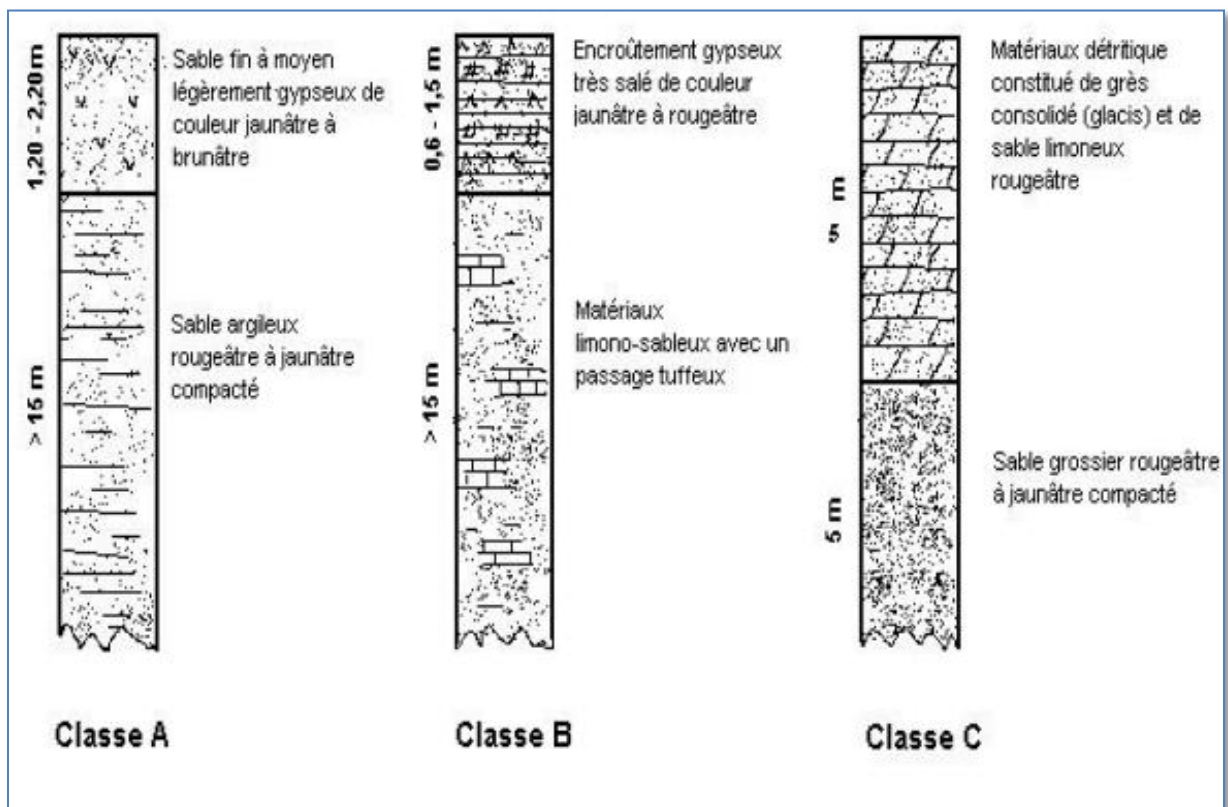 1,20 - 2,20m
Sable fin à moyen
légèrement gypseux de
couleur jaunâtre à
brunâtre
> 15 m
Sable argileux
rougeâtre à jaunâtre
compacté
Classe A
0,6 - 1,5 m
Encroûtement gypseux
très salé de couleur
jaunâtre à rougeâtre
> 15 m
Matériaux
limono-sableux avec un
passage tuffeux
Classe B
5 m
Matériaux détritique
constitué de grès
consolidé (glacis) et de
sable limoneux
rougeâtre
5 m
Sable grossier rougeâtre
à jaunâtre compacté
Classe C